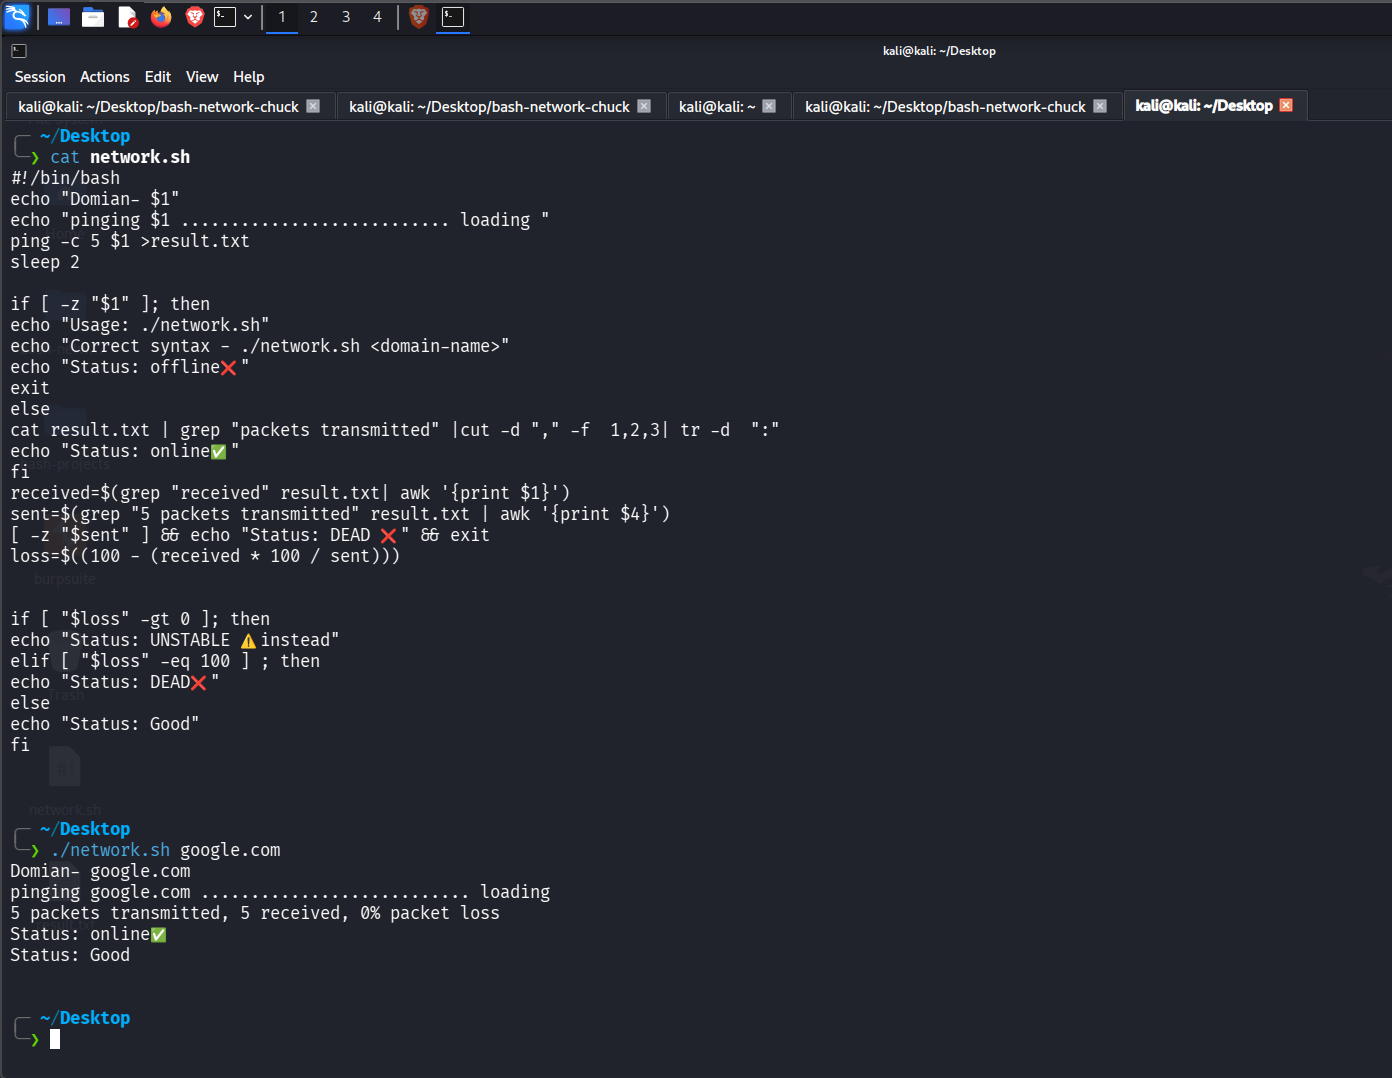 1 2 3 4
kali@kali: ~/Desktop
Session Actions Edit View Help
kali@kali: ~/Desktop/bash-network-chuck kali@kali: ~/Desktop/bash-network-chuck kali@kali: ~ kali@kali: ~/Desktop/bash-network-chuck kali@kali: ~/Desktop
~/Desktop
❯ cat network.sh
#!/bin/bash
echo "Domian- $1"
echo "pinging $1 ........................... loading "
ping -c 5 $1 >result.txt
sleep 2
if [ -z "$1" ]; then
echo "Usage: ./network.sh"
echo "Correct syntax - ./network.sh <domain-name>"
echo "Status: offline❌ "
exit
else
cat result.txt | grep "packets transmitted" |cut -d "," -f  1,2,3| tr -d  ":"
echo "Status: online✅ "
ash-projects
fi
received=$(grep "received" result.txt| awk '{print $1}')
sent=$(grep "5 packets transmitted" result.txt | awk '{print $4}')
[ -z "$sent" ] && echo "Status: DEAD ❌ " && exit
loss=$((100 - (received * 100 / sent)))
burpsuite
if [ "$loss" -gt 0 ]; then
echo "Status: UNSTABLE ⚠️ instead"
elif [ "$loss" -eq 100 ] ; then
echo "Status: DEAD❌ "
Trash
else
echo "Status: Good"
fi
network.sh
~/Desktop
❯ ./network.sh google.com
Domian- google.com
pinging google.com ........................... loading
5 packets transmitted, 5 received, 0% packet loss
Status: online✅
Status: Good
~/Desktop
❯